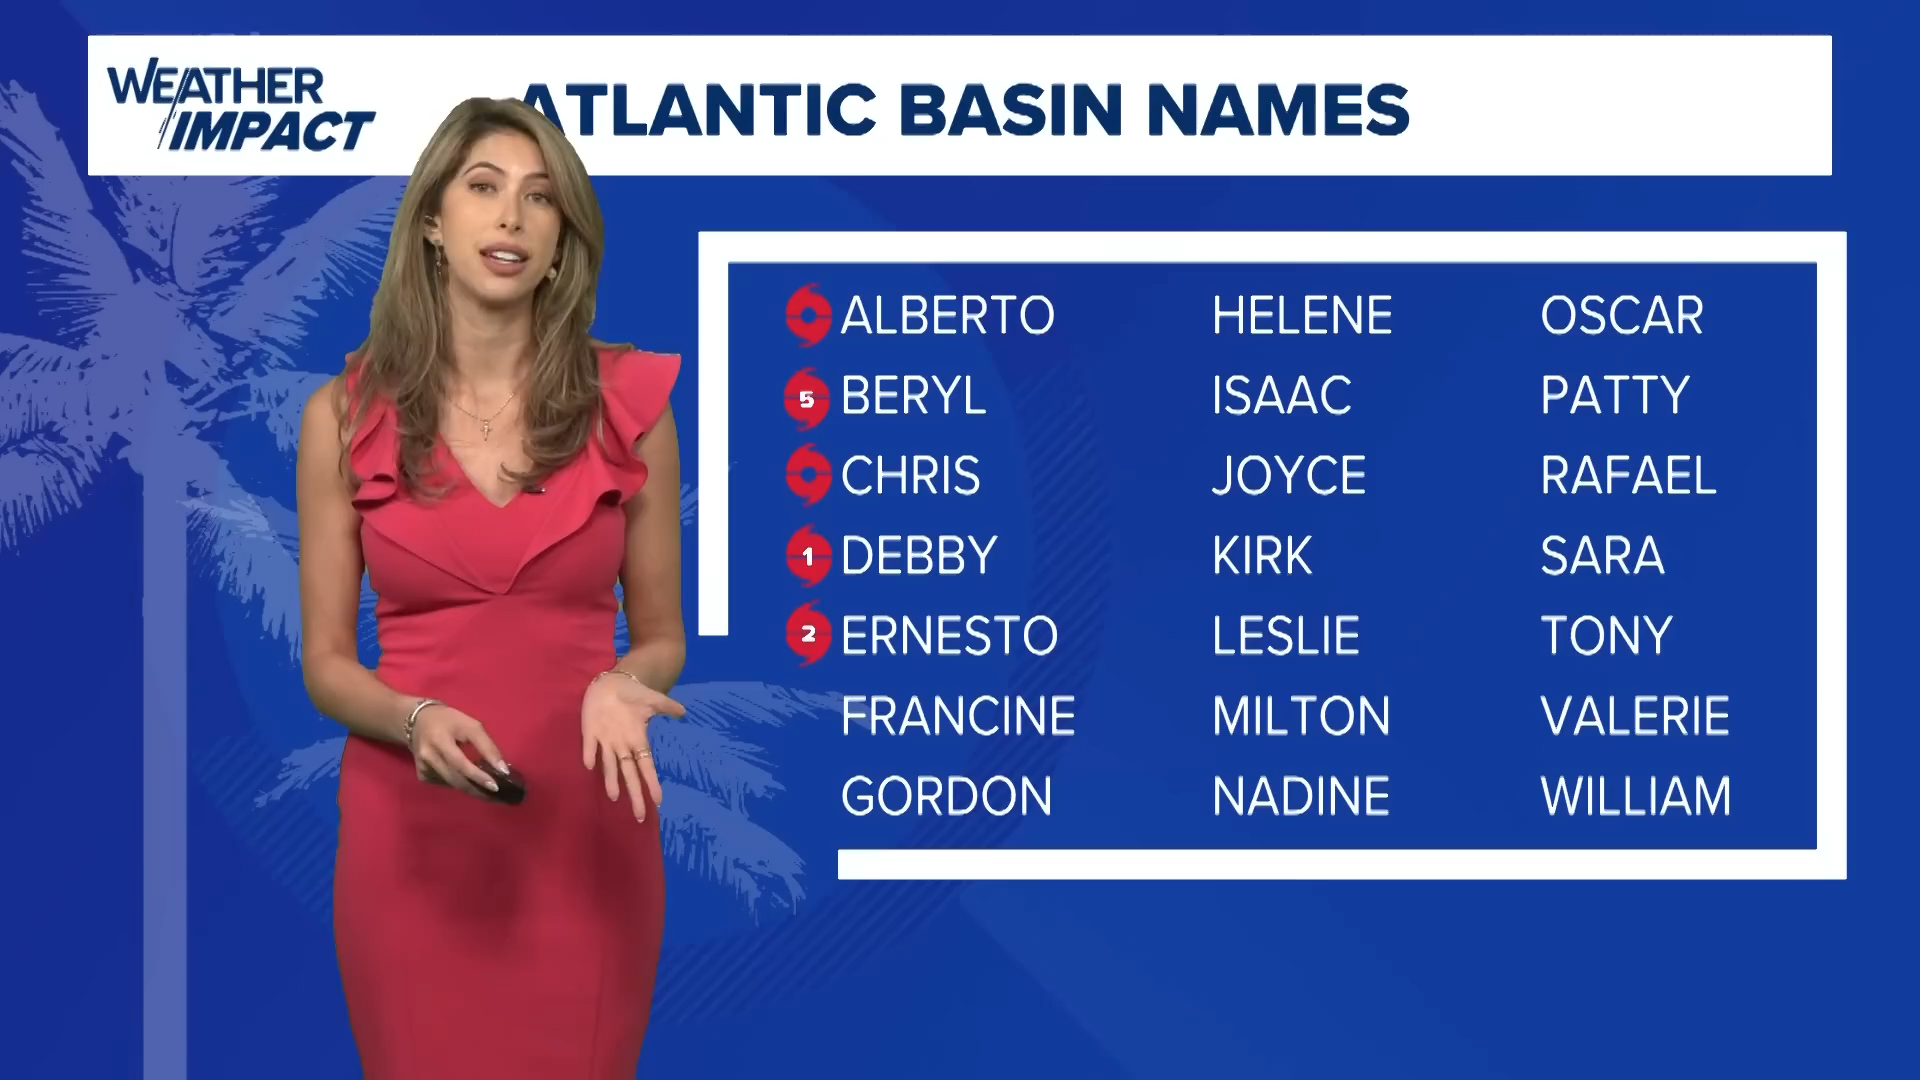 WEATHER
IMPACT
ATLANTIC BASIN NAMES
ALBERTO
5 BERYL
CHRIS
1 DEBBY
2 ERNESTO
FRANCINE
GORDON
HELENE
ISAAC
JOYCE
KIRK
LESLIE
MILTON
NADINE
OSCAR
PATTY
RAFAEL
SARA
TONY
VALERIE
WILLIAM